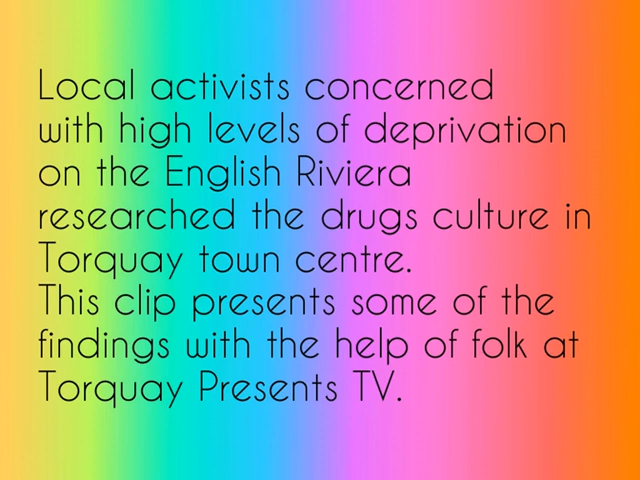 Local activists concerned
with high levels of deprivation
on the English Riviera
researched the drugs culture in
Torquay town centre.
This clip presents some of the
findings with the help of folk at
Torquay Presents TV.